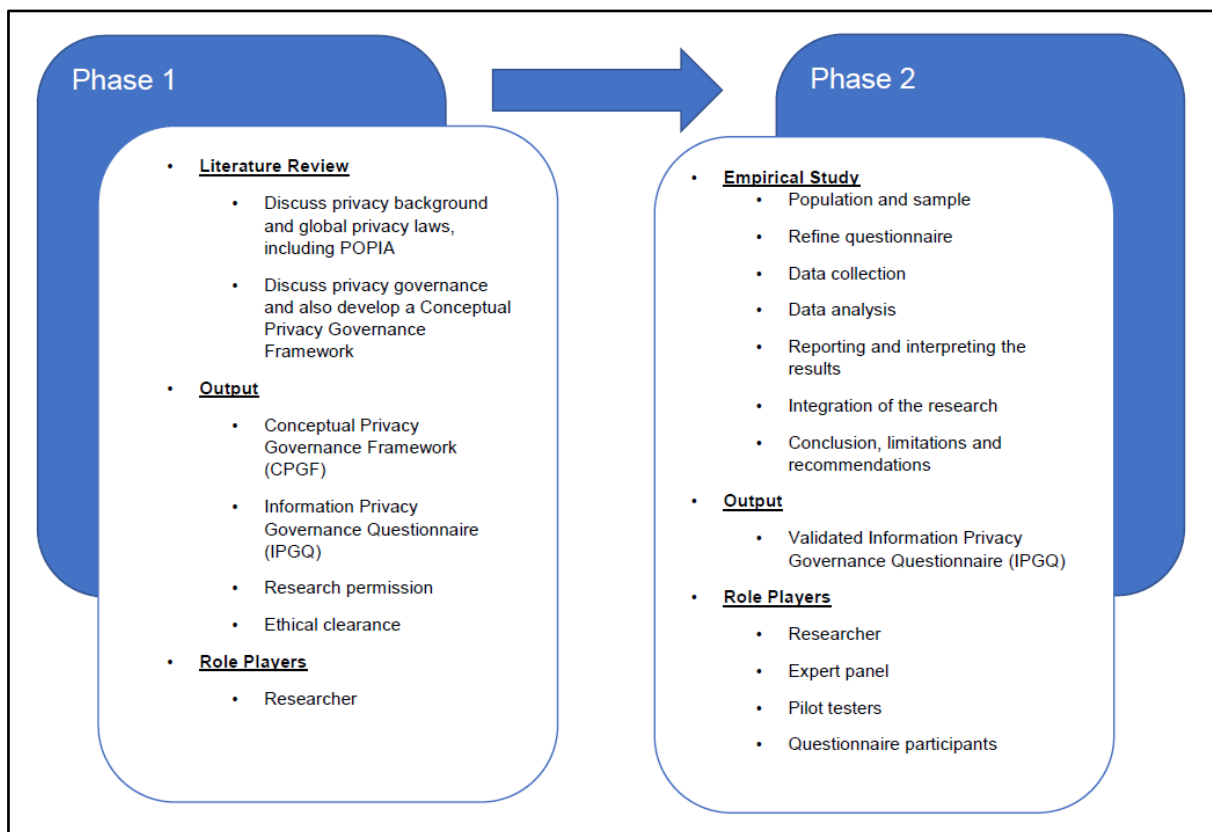 Phase 1
• Literature Review
• Discuss privacy background
and global privacy laws,
including POPIA
• Discuss privacy governance
and also develop a Conceptual
Privacy Governance
Framework
• Output
• Conceptual Privacy
Governance Framework
(CPGF)
• Information Privacy
Governance Questionnaire
(IPGQ)
• Research permission
• Ethical clearance
• Role Players
• Researcher
Phase 2
• Empirical Study
• Population and sample
• Refine questionnaire
• Data collection
• Data analysis
• Reporting and interpreting the
results
• Integration of the research
• Conclusion, limitations and
recommendations
• Output
• Validated Information Privacy
Governance Questionnaire (IPGQ)
• Role Players
• Researcher
• Expert panel
• Pilot testers
• Questionnaire participants